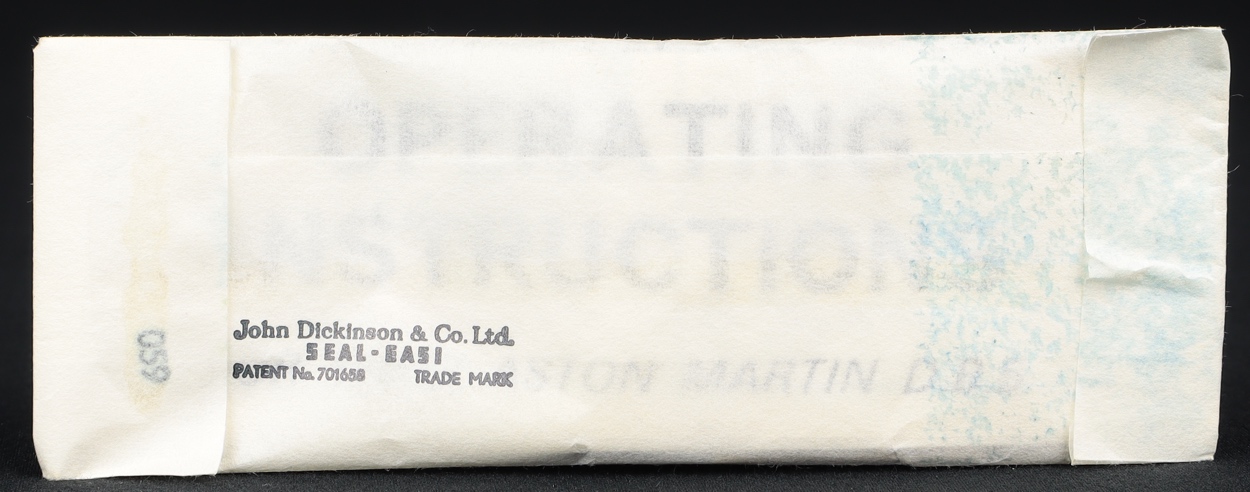 OPERATING
INSTRUCTIONS
ASTON MARTIN D.B.S.
John Dickinson & Co. Ltd.
SEAL-EASI
PATENT No. 701658 TRADE MARK
059